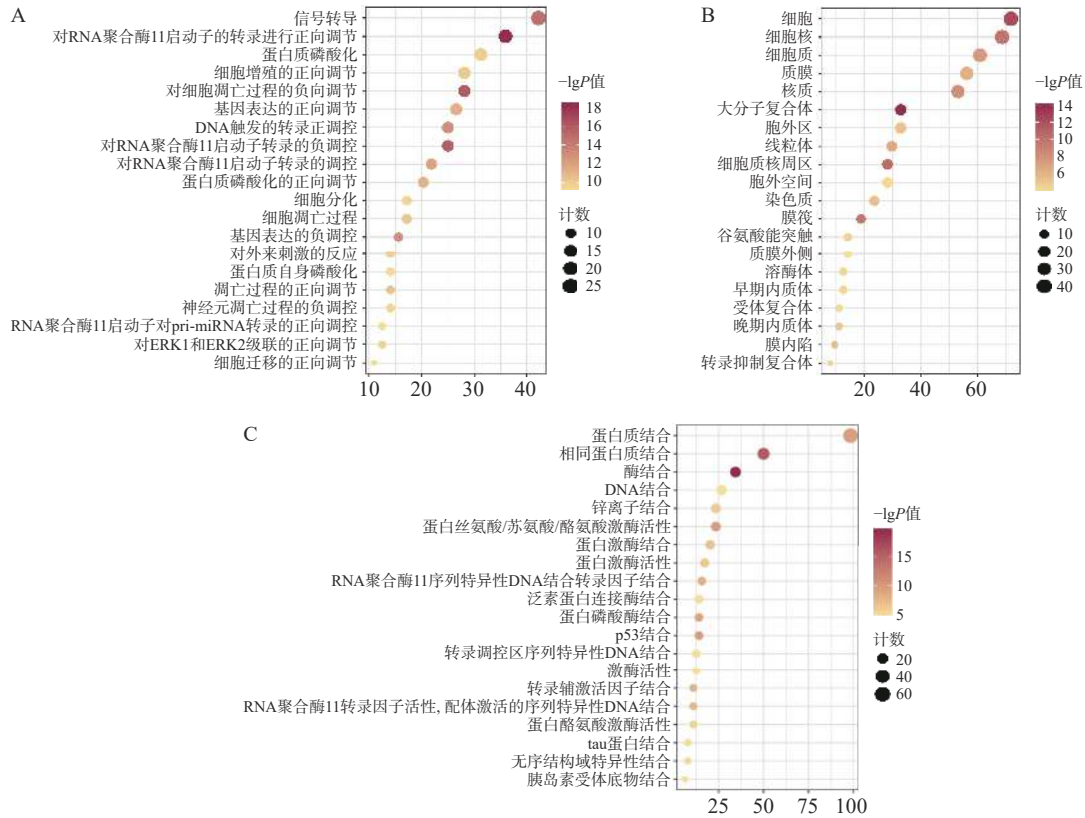 A
信号转导
对RNA聚合酶11启动子的转录进行正向调节
蛋白质磷酸化
细胞增殖的正向调节
对细胞凋亡过程的负向调节
基因表达的正向调节
DNA触发的转录正调控
对RNA聚合酶11启动子转录的负调控
对RNA聚合酶11启动子转录的调控
蛋白质磷酸化的正向调节
细胞分化
细胞凋亡过程
基因表达的负调控
对外来刺激的反应
蛋白质自身磷酸化
凋亡过程的正向调节
神经元凋亡过程的负调控
RNA聚合酶11启动子对pri-miRNA转录的正向调控
对ERK1和ERK2级联的正向调节
细胞迁移的正向调节
10 20 30 40
−lgP值
18
16
14
12
10
计数
10
15
20
25
B
细胞
细胞核
细胞质
质膜
核质
大分子复合体
胞外区
线粒体
细胞质核周区
胞外空间
染色质
膜筏
谷氨酸能突触
质膜外侧
溶酶体
早期内质体
受体复合体
晚期内质体
膜内陷
转录抑制复合体
20 40 60
−lgP值
14
12
10
8
6
计数
10
20
30
40
C
蛋白质结合
相同蛋白质结合
酶结合
DNA结合
锌离子结合
蛋白丝氨酸/苏氨酸/酪氨酸激酶活性
蛋白激酶结合
蛋白激酶活性
RNA聚合酶11序列特异性DNA结合转录因子结合
泛素蛋白连接酶结合
蛋白磷酸酶结合
p53结合
转录调控区序列特异性DNA结合
激酶活性
转录辅激活因子结合
RNA聚合酶11转录因子活性, 配体激活的序列特异性DNA结合
蛋白酪氨酸激酶活性
tau蛋白结合
无序结构域特异性结合
胰岛素受体底物结合
25 50 75 100
−lgP值
15
10
5
计数
20
40
60